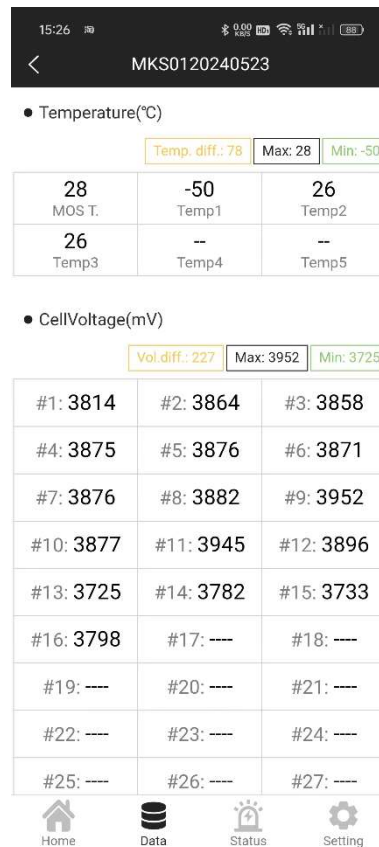 15:26 0.00 KB/S HD 5G 88
MKS0120240523
Temperature(℃)
Temp. diff.: 78 Max: 28 Min: -50
28 -50 26
MOS T. Temp1 Temp2
26 -- --
Temp3 Temp4 Temp5
CellVoltage(mV)
Vol.diff.: 227 Max: 3952 Min: 3725
#1: 3814 #2: 3864 #3: 3858
#4: 3875 #5: 3876 #6: 3871
#7: 3876 #8: 3882 #9: 3952
#10: 3877 #11: 3945 #12: 3896
#13: 3725 #14: 3782 #15: 3733
#16: 3798 #17: ---- #18: ----
#19: ---- #20: ---- #21: ----
#22: ---- #23: ---- #24: ----
#25: ---- #26: ---- #27: ----
Home Data Status Setting